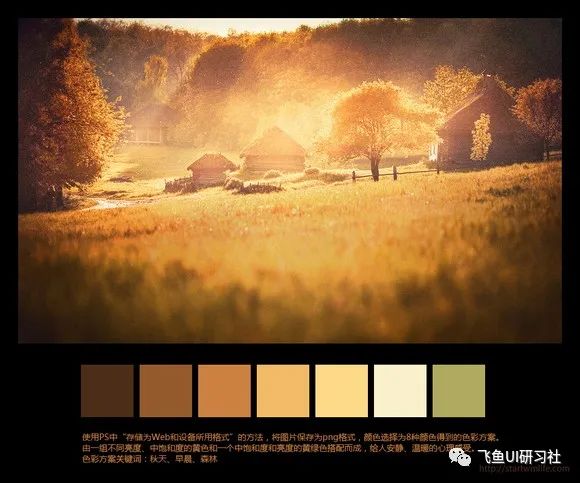 使用PS中“存储为Web和设备所用格式”的方法，将图片保存为png格式，颜色选择为8种颜色得到的色彩方案。
由一组不同亮度、中饱和度的黄色和一个中饱和度和亮度的黄绿色搭配而成，给人安静、温暖的心理感受。
色彩方案关键词：秋天、早晨、森林
飞鱼UI研习社
http://startwmlife.com